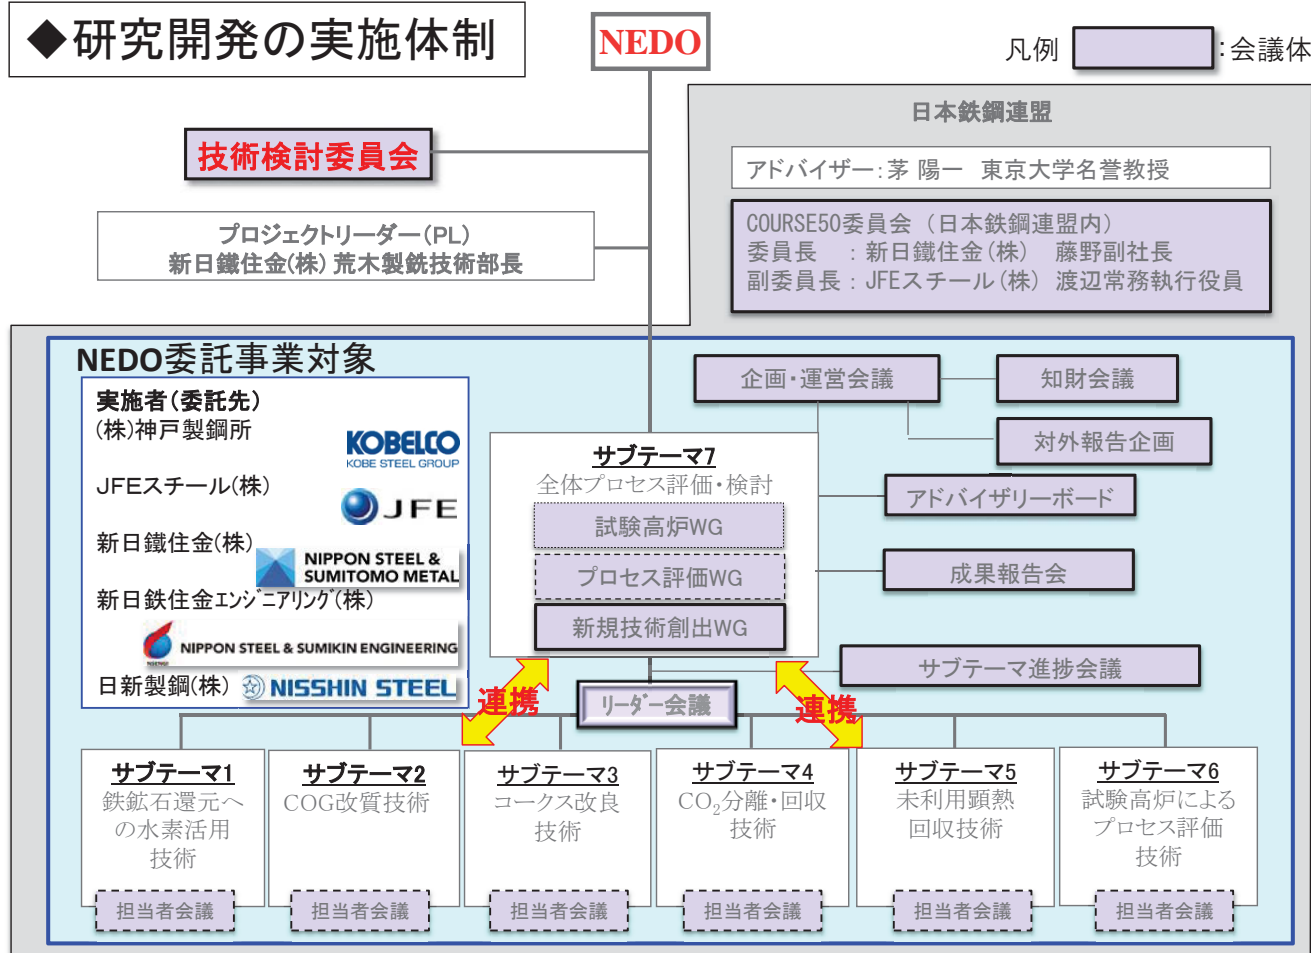 ◆研究開発の実施体制
NEDO
凡例
:会議体
技術検討委員会
プロジェクトリーダー(PL)
新日鐵住金(株) 荒木製銑技術部長
日本鉄鋼連盟
アドバイザー:茅 陽一 東京大学名誉教授
COURSE50委員会 (日本鉄鋼連盟内)
委員長 :新日鐵住金(株) 藤野副社長
副委員長:JFEスチール(株) 渡辺常務執行役員
NEDO委託事業対象
実施者(委託先)
(株)神戸製鋼所
KOBELCO
KOBE STEEL GROUP
JFEスチール(株)
JFE
新日鐵住金(株)
NIPPON STEEL &
SUMITOMO METAL
新日鉄住金エンジニアリング(株)
NSENGI
NIPPON STEEL & SUMIKIN ENGINEERING
日新製鋼(株)
NISSHIN STEEL
サブテーマ7
全体プロセス評価・検討
試験高炉WG
プロセス評価WG
新規技術創出WG
企画・運営会議
知財会議
対外報告企画
アドバイザリーボード
成果報告会
サブテーマ進捗会議
連携
リーダー会議
連携
サブテーマ1
鉄鉱石還元へ
の水素活用
技術
担当者会議
サブテーマ2
COG改質技術
担当者会議
サブテーマ3
コークス改良
技術
担当者会議
サブテーマ4
CO₂分離・回収
技術
担当者会議
サブテーマ5
未利用顕熱
回収技術
担当者会議
サブテーマ6
試験高炉による
プロセス評価
技術
担当者会議